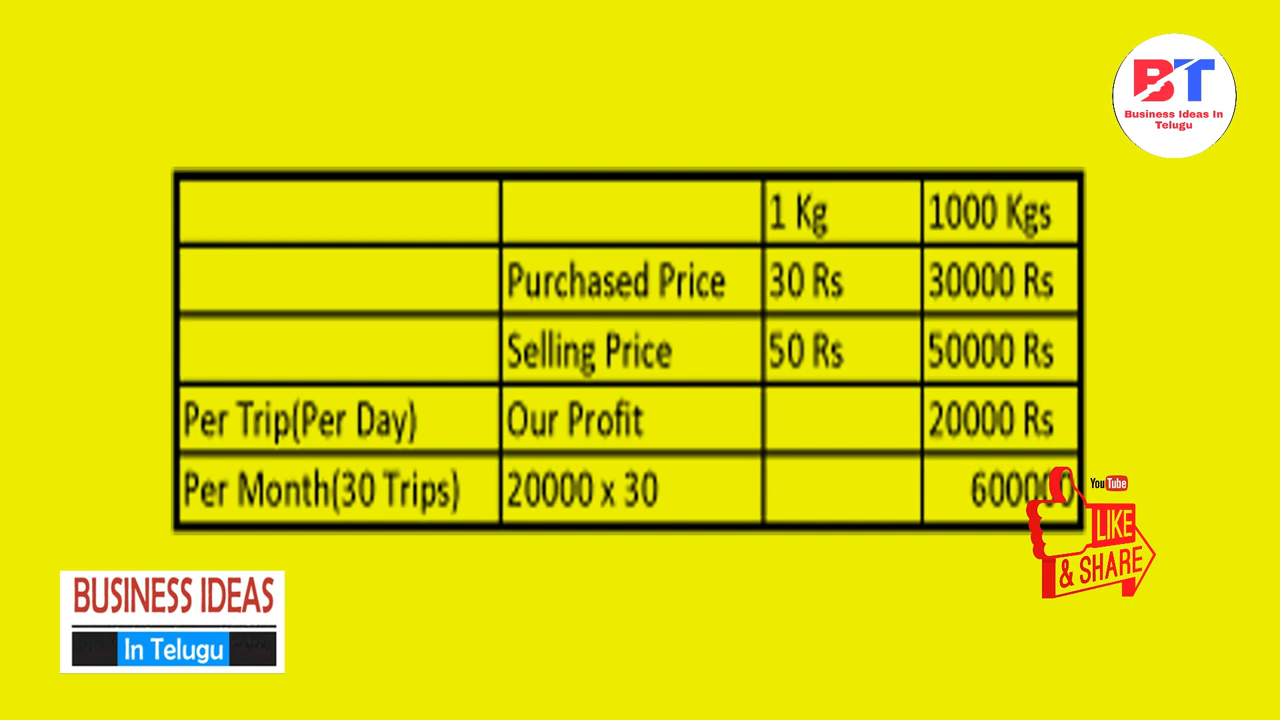 BT
Business Ideas In
Telugu
1 Kg 1000 Kgs
Purchased Price 30 Rs 30000 Rs
Selling Price 50 Rs 50000 Rs
Per Trip(Per Day) Our Profit 20000 Rs
Per Month(30 Trips) 20000 x 30 600000
YouTube
LIKE
& SHARE
BUSINESS IDEAS
In Telugu